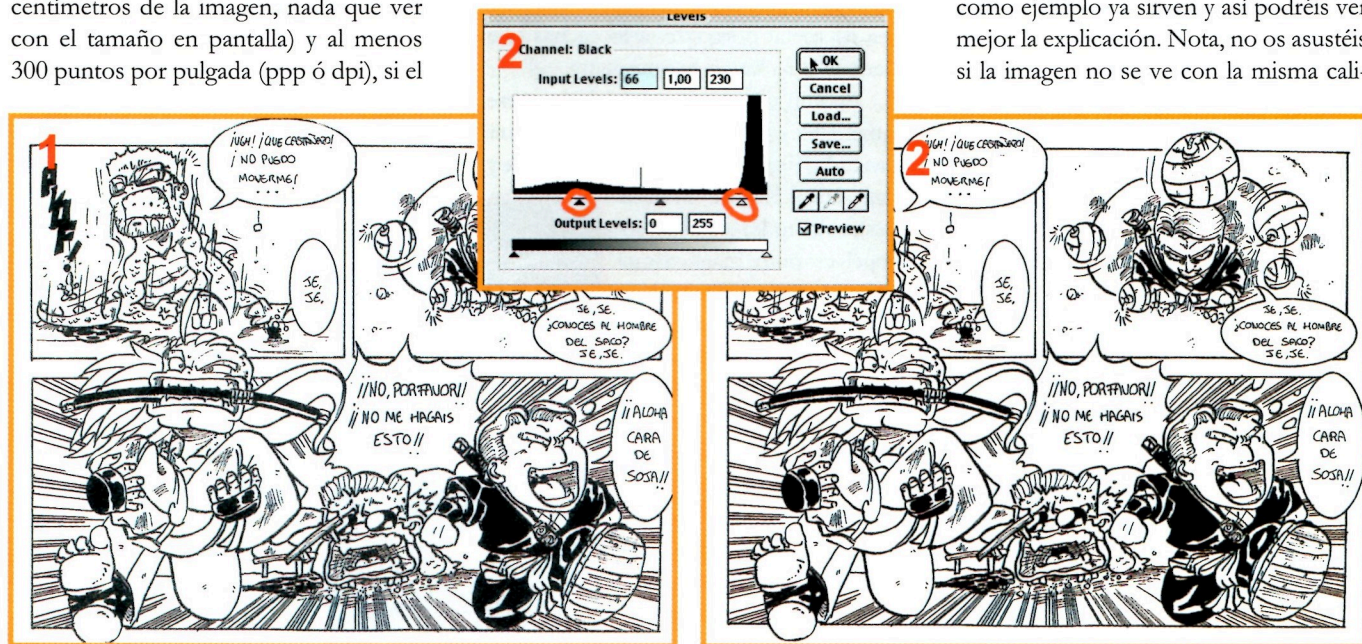 centímetros de la imagen, nada que ver
con el tamaño en pantalla) y al menos
300 puntos por pulgada (ppp ó dpi), si el
como ejemplo ya sirven y así podréis ver
mejor la explicación. Nota, no os asustéis
si la imagen no se ve con la misma cali-
Levels
2
Channel: Black
Input Levels: 66 1,00 230
Output Levels: 0 255
OK
Cancel
Load...
Save...
Auto
Preview
1
¡UGH! ¡QUE CASTAÑAZO!
¡ NO PUEDO
MOVERME!
. . . .
JE,
JE,
JE, JE.
¿CONOCES AL HOMBRE
DEL SACO?
JE, JE.
¡¡NO, PORFAVOR!!
¡¡ NO ME HAGAIS
ESTO!!
¡¡ALOHA
CARA
DE
SOJA!!
2
¡UGH! ¡QUE CASTAÑAZO!
¡ NO PUEDO
MOVERME!
. . . .
JE,
JE,
JE, JE.
¿CONOCES AL HOMBRE
DEL SACO?
JE, JE.
¡¡NO, PORFAVOR!!
¡¡ NO ME HAGAIS
ESTO!!
¡¡ALOHA
CARA
DE
SOJA!!